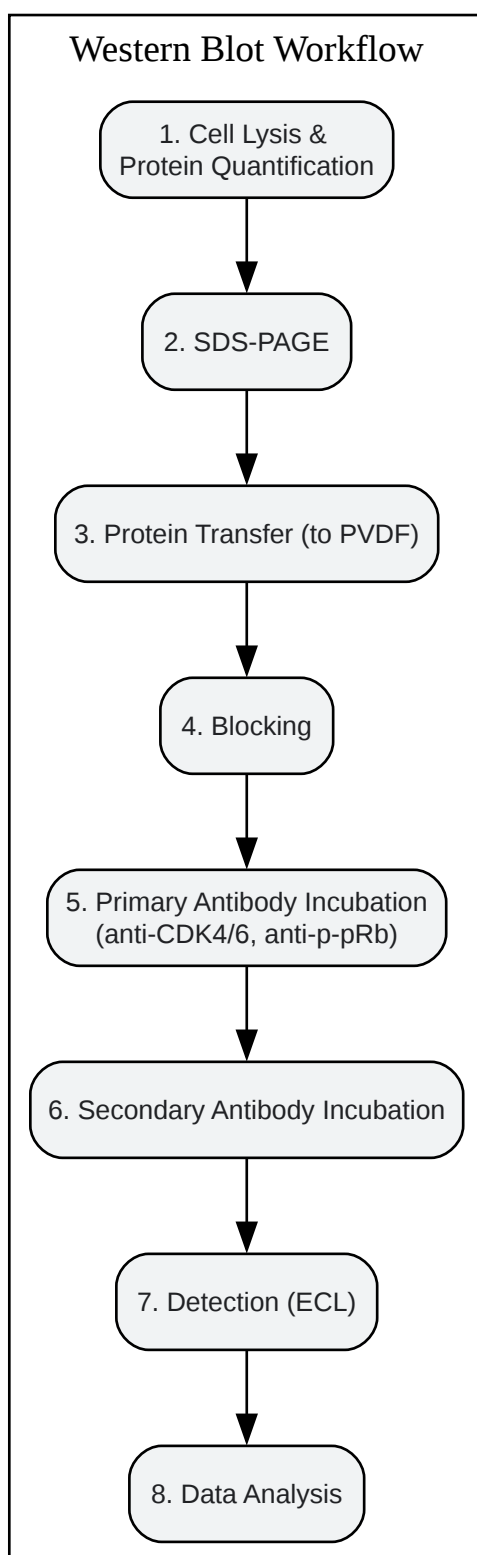 Western Blot Workflow
1. Cell Lysis &
Protein Quantification
2. SDS-PAGE
3. Protein Transfer (to PVDF)
4. Blocking
5. Primary Antibody Incubation
(anti-CDK4/6, anti-p-pRb)
6. Secondary Antibody Incubation
7. Detection (ECL)
8. Data Analysis